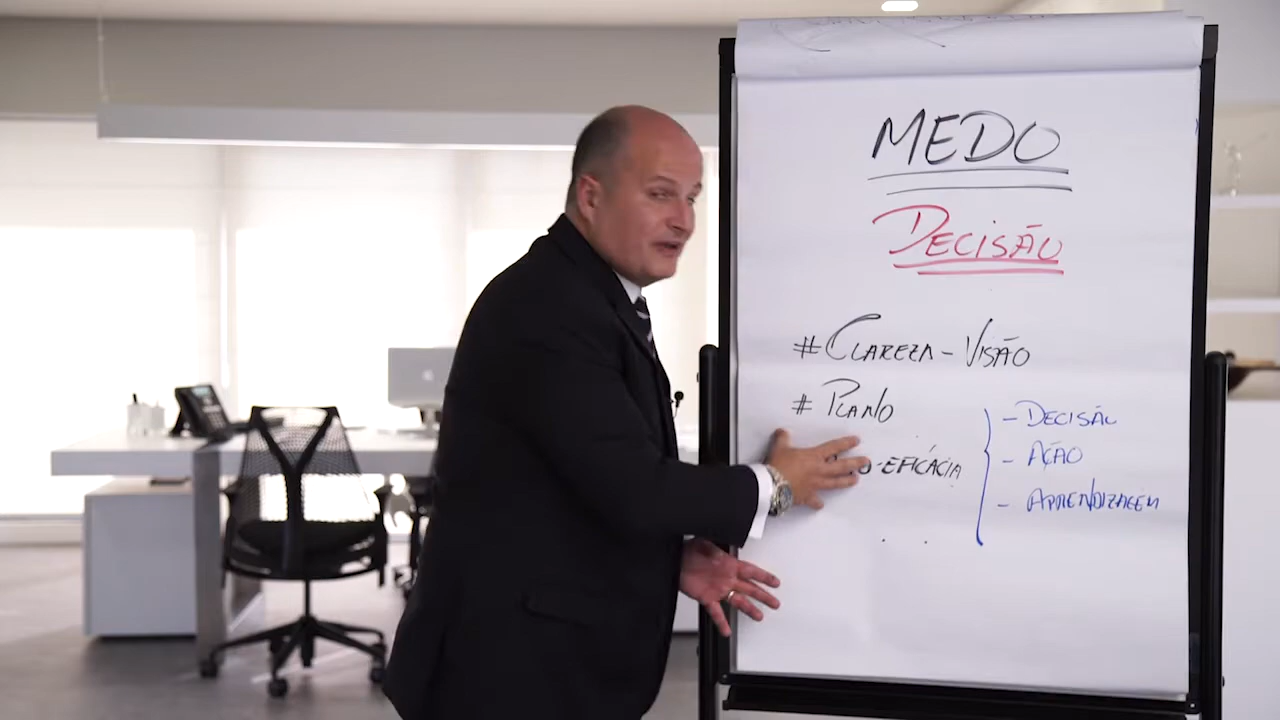 MEDO
DECISÃO
# CLAREZA - VISÃO
# PLANO
O-EFICÁCIA
- DECISÃO
- AÇÃO
- APRENDIZAGEM